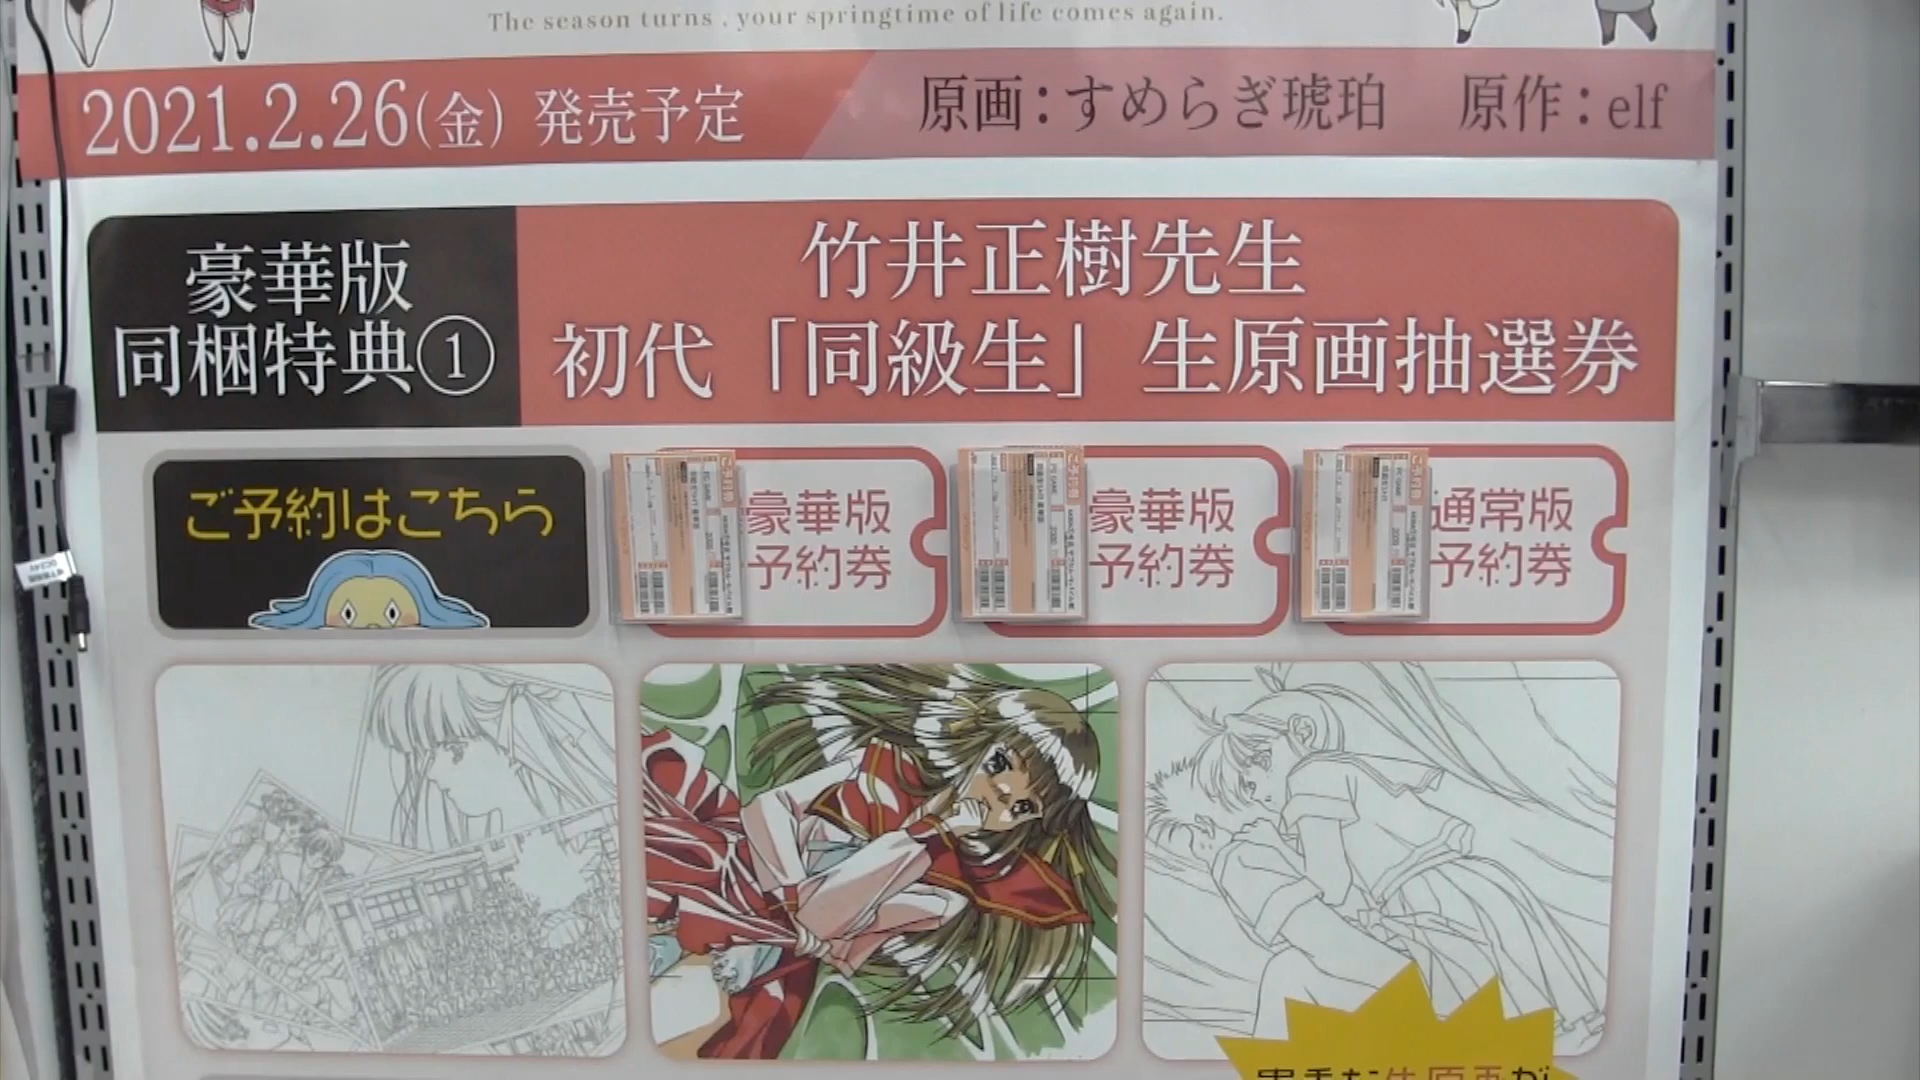 The season turns , your springtime of life comes again.
2021.2.26(金) 発売予定
原画：すめらぎ琥珀 原作：elf
豪華版
同梱特典①
竹井正樹先生
初代「同級生」生原画抽選券
ご予約はこちら
豪華版
予約券
豪華版
予約券
通常版
予約券